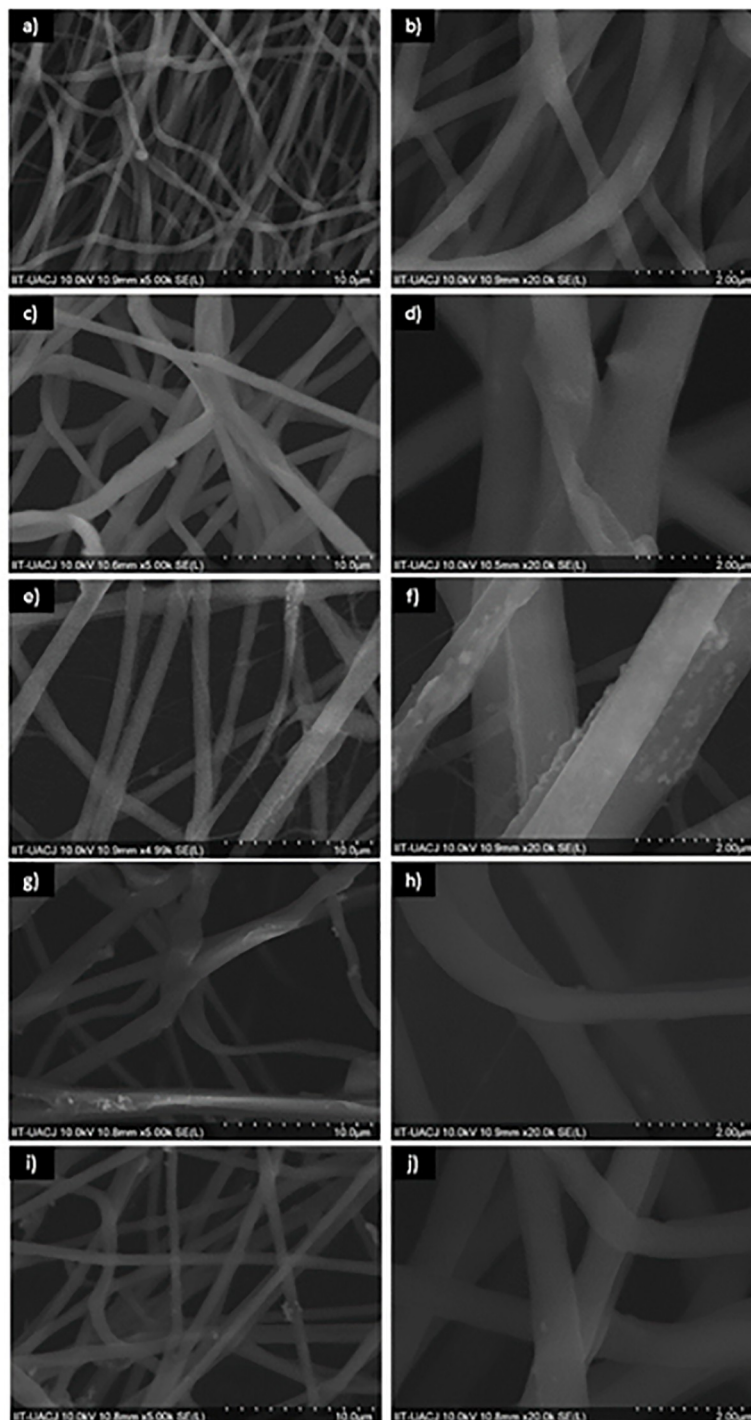 a)
b)
IIT-UACJ 10.0kV 10.9mm x5.00k SE(L) 10.0µm
IIT-UACJ 10.0kV 10.9mm x20.0k SE(L) 2.00µm
c)
d)
IIT-UACJ 10.0kV 10.6mm x5.00k SE(L) 10.0µm
IIT-UACJ 10.0kV 10.5mm x20.0k SE(L) 2.00µm
e)
f)
IIT-UACJ 10.0kV 10.9mm x4.99k SE(L) 10.0µm
IIT-UACJ 10.0kV 10.9mm x20.0k SE(L) 2.00µm
g)
h)
IIT-UACJ 10.0kV 10.8mm x5.00k SE(L) 10.0µm
IIT-UACJ 10.0kV 10.9mm x20.0k SE(L) 2.00µm
i)
j)
IIT-UACJ 10.0kV 10.8mm x5.00k SE(L) 10.0µm
IIT-UACJ 10.0kV 10.8mm x20.0k SE(L) 2.00µm